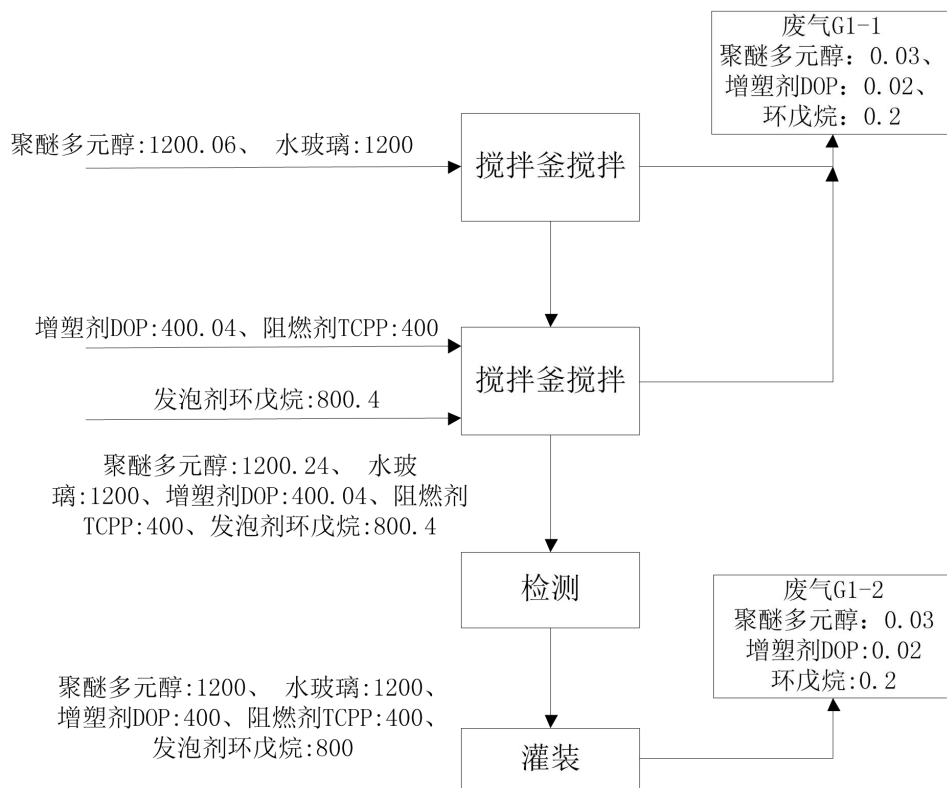 废气G1-1
聚醚多元醇：0.03、
增塑剂DOP：0.02、
环戊烷：0.2
聚醚多元醇:1200.06、 水玻璃:1200
搅拌釜搅拌
增塑剂DOP:400.04、阻燃剂TCPP:400
搅拌釜搅拌
发泡剂环戊烷:800.4
聚醚多元醇:1200.24、 水玻
璃:1200、增塑剂DOP:400.04、阻燃剂
TCPP:400、发泡剂环戊烷:800.4
检测
废气G1-2
聚醚多元醇：0.03
增塑剂DOP:0.02
环戊烷:0.2
聚醚多元醇:1200、 水玻璃:1200、
增塑剂DOP:400、阻燃剂TCPP:400、
发泡剂环戊烷:800
灌装